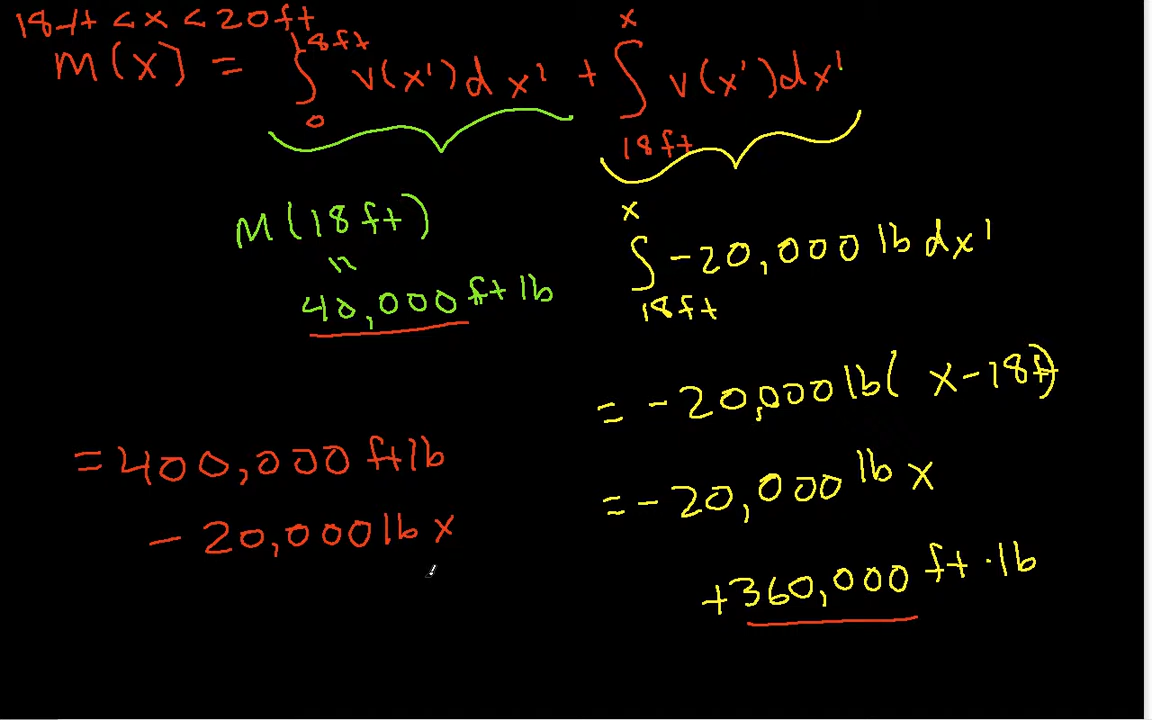 18ft < x < 20ft
M(x) = ∫₀^18ft v(x')dx' + ∫_18ft^x v(x')dx'
M(18ft)
=
40,000 ft lb
∫_18ft^x -20,000 lb dx'
= -20,000 lb( x-18ft)
= -20,000 lb x
+360,000 ft·lb
= 400,000 ft lb
- 20,000 lb x